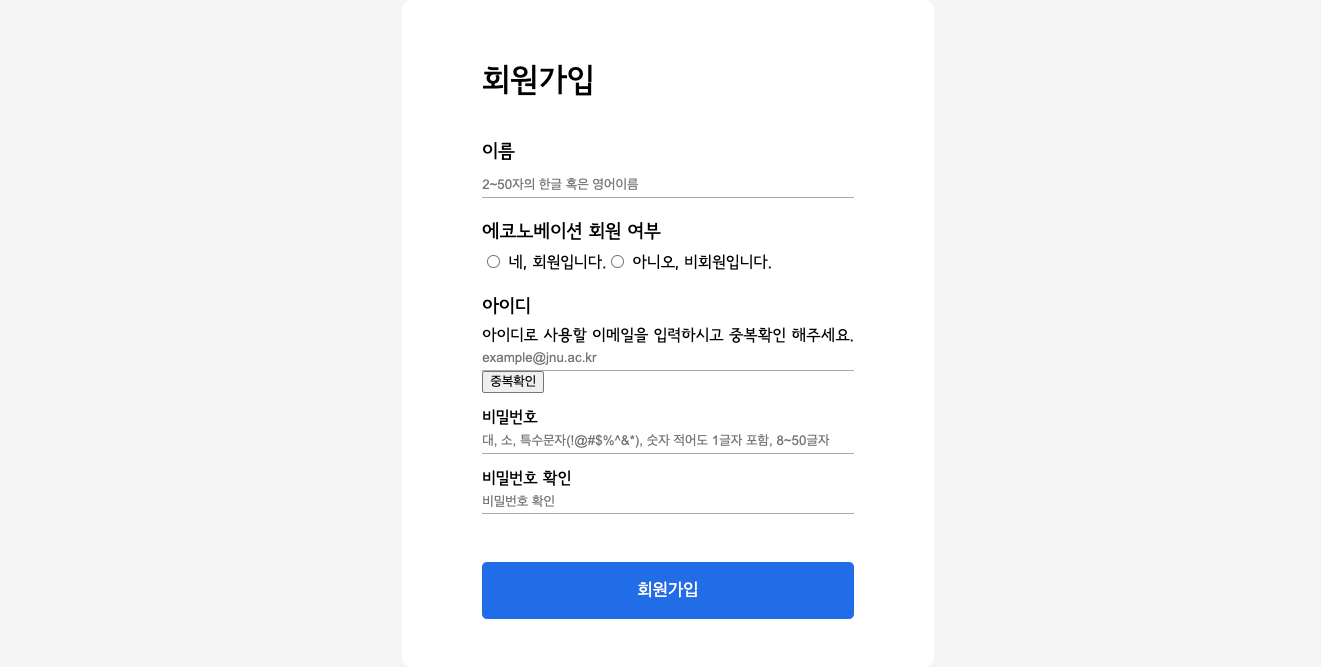 회원가입
이름
2~50자의 한글 혹은 영어이름
에코노베이션 회원 여부
네, 회원입니다. 아니오, 비회원입니다.
아이디
아이디로 사용할 이메일을 입력하시고 중복확인 해주세요.
example@jnu.ac.kr
중복확인
비밀번호
대, 소, 특수문자(!@#$%^&*), 숫자 적어도 1글자 포함, 8~50글자
비밀번호 확인
비밀번호 확인
회원가입